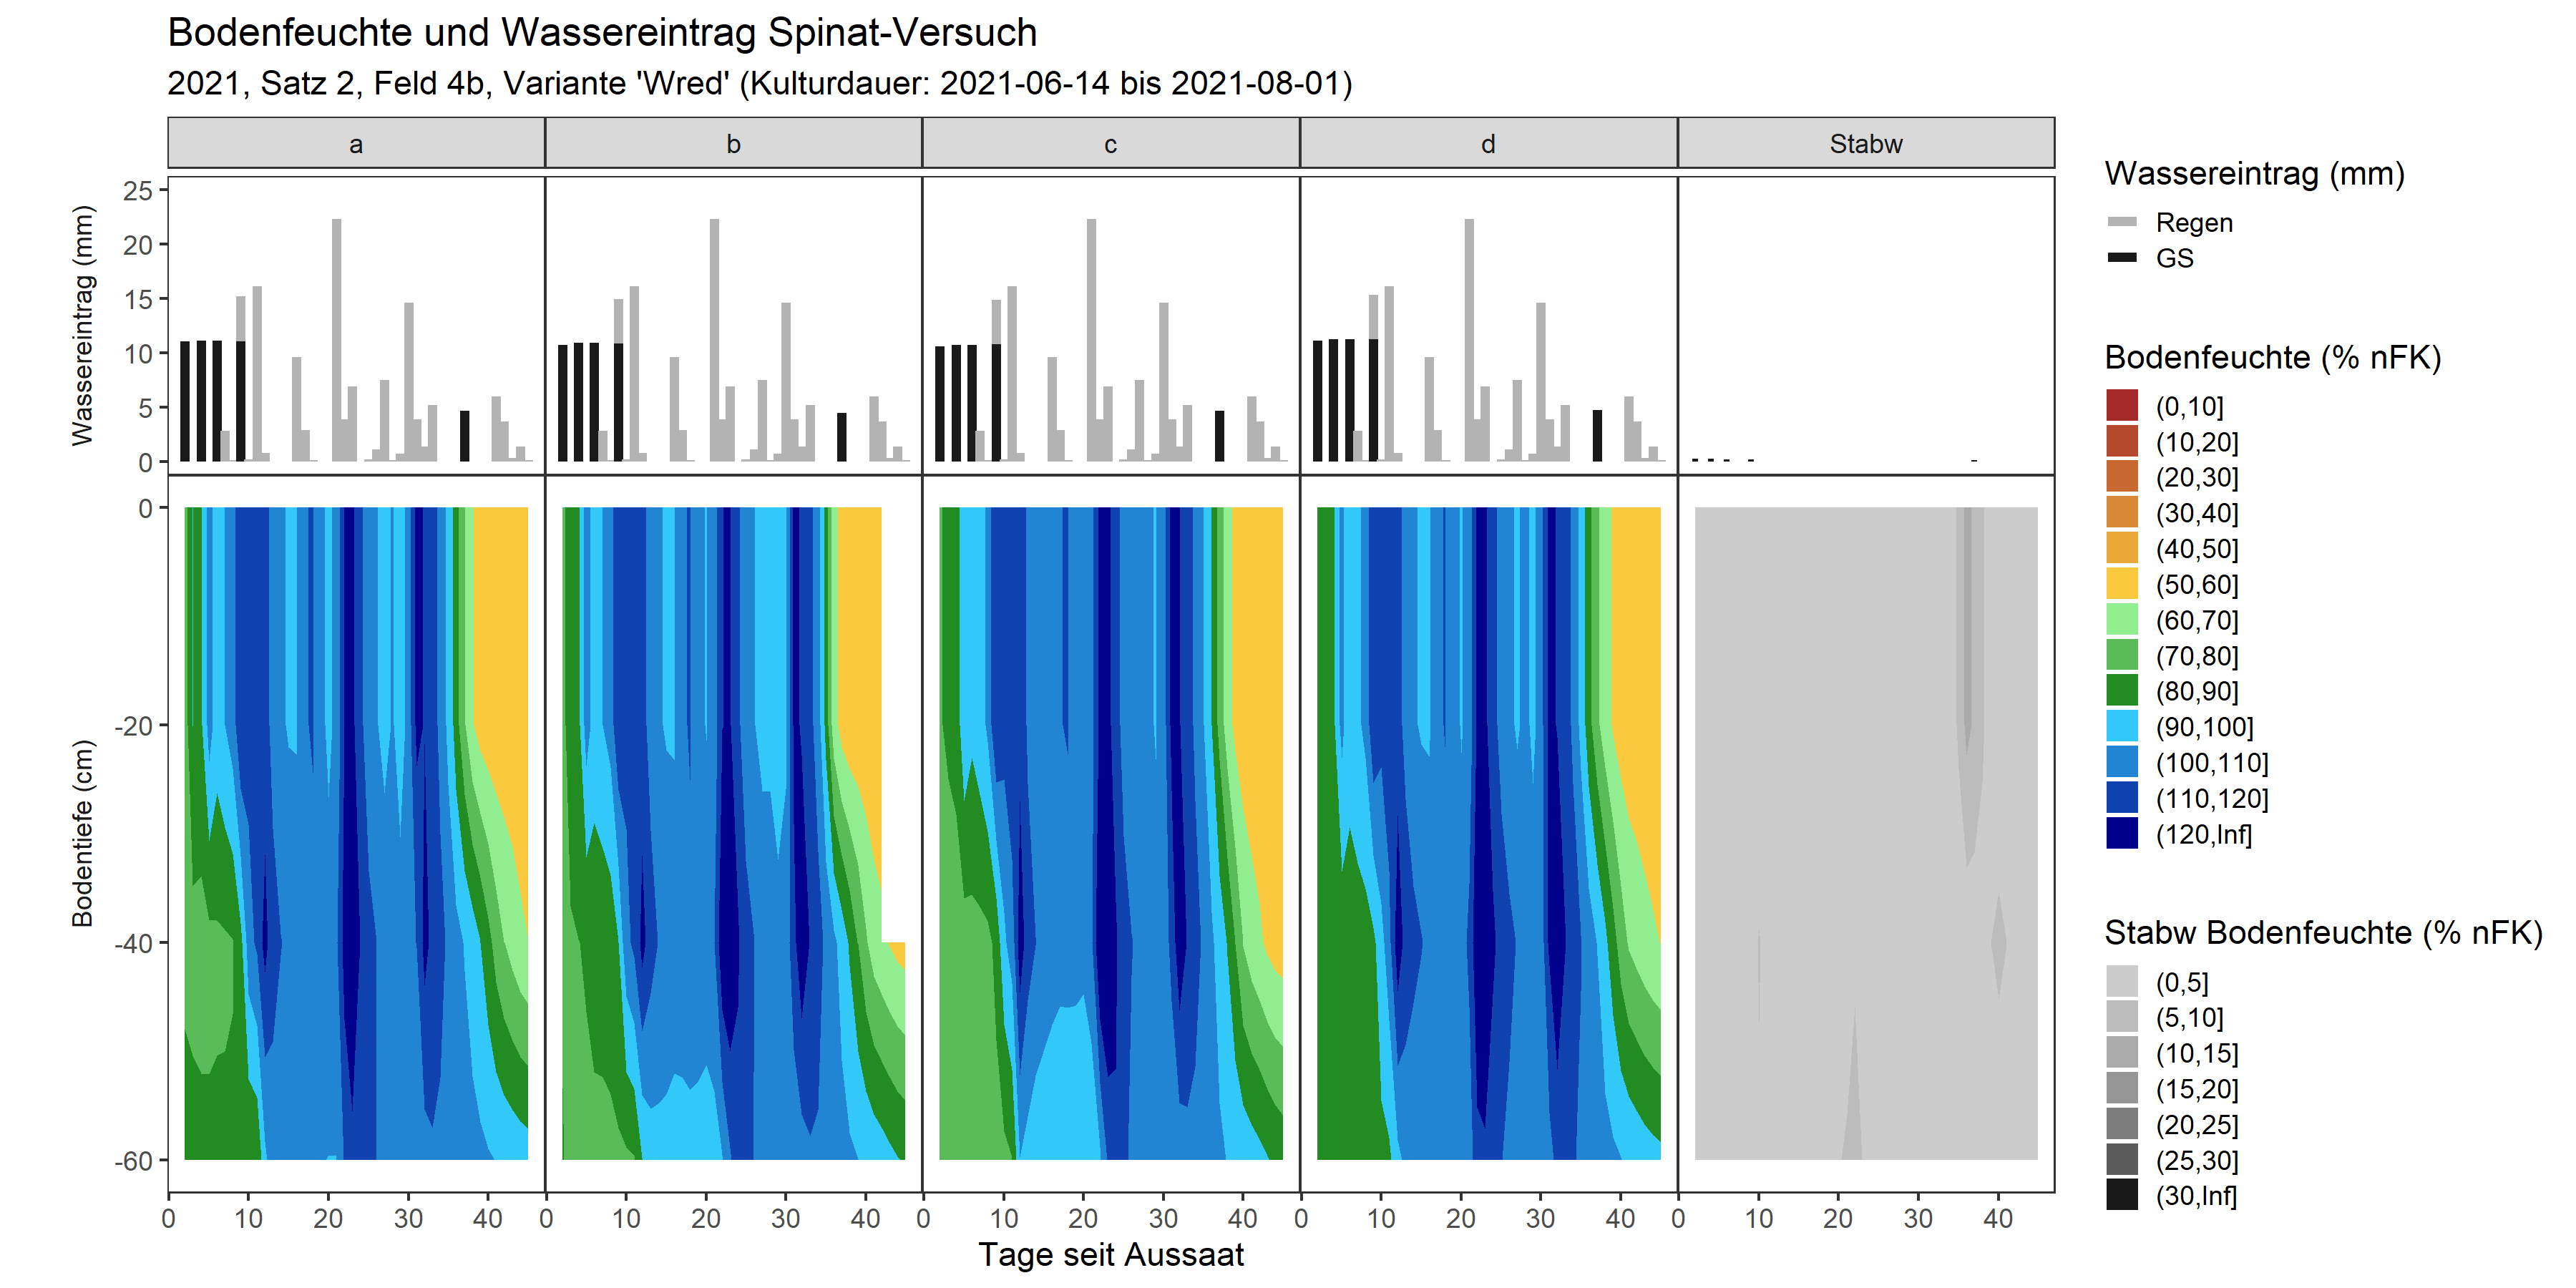 Bodenfeuchte und Wassereintrag Spinat-Versuch
2021, Satz 2, Feld 4b, Variante 'Wred' (Kulturdauer: 2021-06-14 bis 2021-08-01)
a b c d Stabw
Wassereintrag (mm)
25
20
15
10
5
0
Bodentiefe (cm)
0
-20
-40
-60
0 10 20 30 40 0 10 20 30 40 0 10 20 30 40 0 10 20 30 40 0 10 20 30 40
Tage seit Aussaat
Wassereintrag (mm)
Regen
GS
Bodenfeuchte (% nFK)
(0,10]
(10,20]
(20,30]
(30,40]
(40,50]
(50,60]
(60,70]
(70,80]
(80,90]
(90,100]
(100,110]
(110,120]
(120,Inf]
Stabw Bodenfeuchte (% nFK)
(0,5]
(5,10]
(10,15]
(15,20]
(20,25]
(25,30]
(30,Inf]